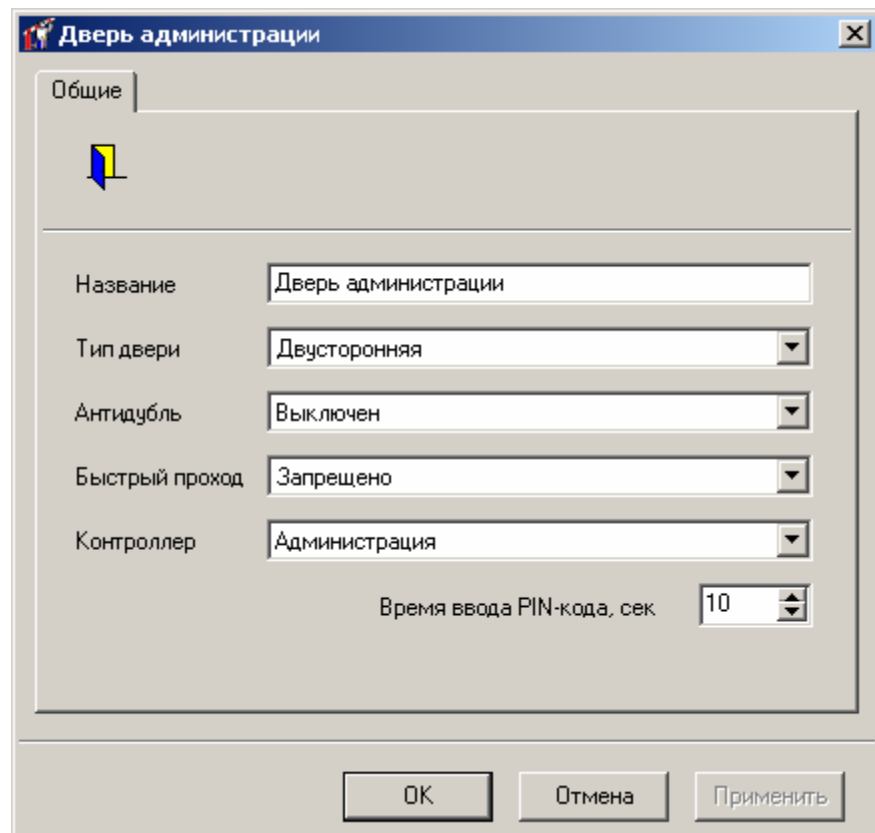 Дверь администрации
Общие
Название Дверь администрации
Тип двери Двусторонняя
Антидубль Выключен
Быстрый проход Запрещено
Контроллер Администрация
Время ввода PIN-кода, сек 10
OK Отмена Применить